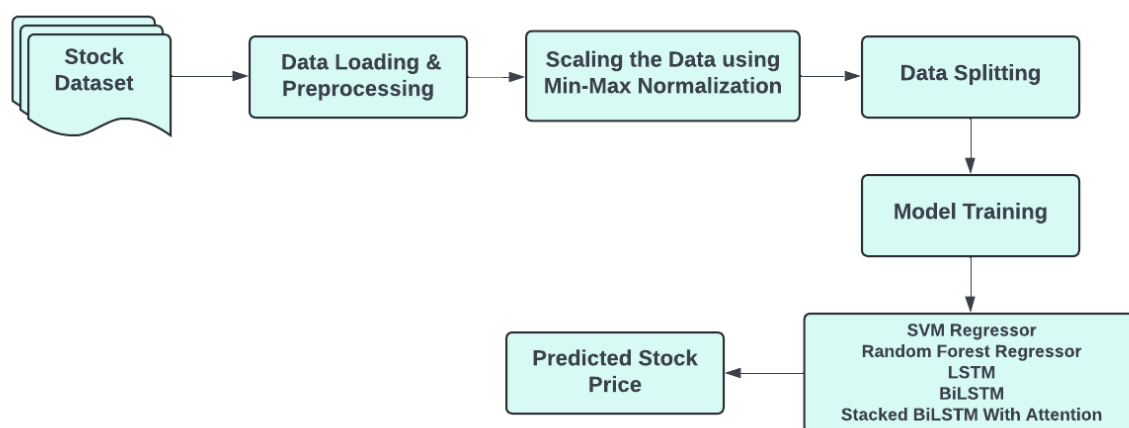 Stock
Dataset
Data Loading &
Preprocessing
Scaling the Data using
Min-Max Normalization
Data Splitting
Model Training
SVM Regressor
Random Forest Regressor
LSTM
BiLSTM
Stacked BiLSTM With Attention
Predicted Stock
Price